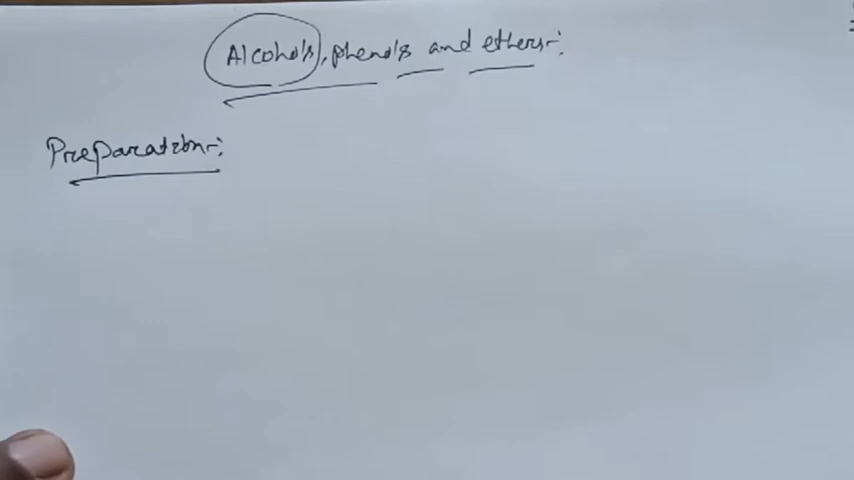 Alcohols, phenols and ethers:-
Preparation:-